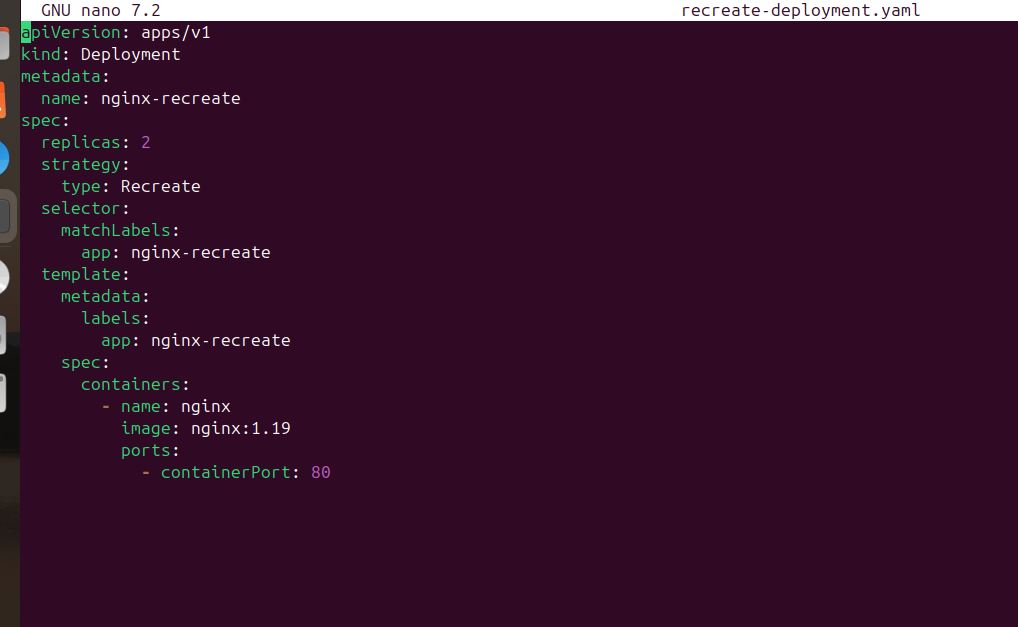 GNU nano 7.2 recreate-deployment.yaml
apiVersion: apps/v1
kind: Deployment
metadata:
  name: nginx-recreate
spec:
  replicas: 2
  strategy:
    type: Recreate
  selector:
    matchLabels:
      app: nginx-recreate
  template:
    metadata:
      labels:
        app: nginx-recreate
    spec:
      containers:
        - name: nginx
          image: nginx:1.19
          ports:
            - containerPort: 80